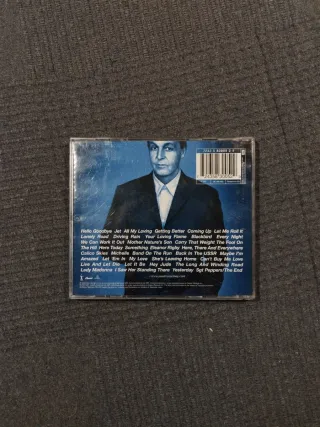 Hello Goodbye Jet All My Loving Getting Better Coming Up Let Me Roll It
Lonely Road Driving Rain Your Loving Flame Blackbird Every Night
We Can Work It Out Mother Nature's Son Carry That Weight The Fool On
The Hill Here Today Something Eleanor Rigby Here, There And Everywhere
Calico Skies Michelle Band On The Run Back In The USSR Maybe I'm
Amazed Let 'Em In My Love She's Leaving Home Can't Buy Me Love
Live And Let Die Let It Be Hey Jude The Long And Winding Road
Lady Madonna I Saw Her Standing There Yesterday Sgt Peppers/The End